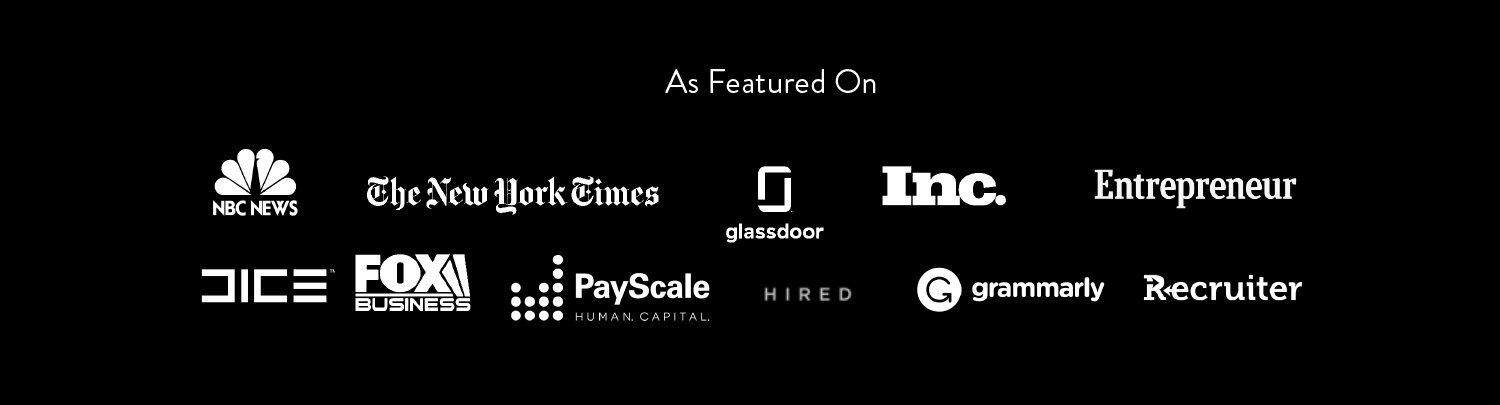 As Featured On
NBC NEWS
The New York Times
glassdoor
Inc.
Entrepreneur
DICE™
FOX
BUSINESS
PayScale
HUMAN. CAPITAL.
HIRED
G grammarly
Recruiter